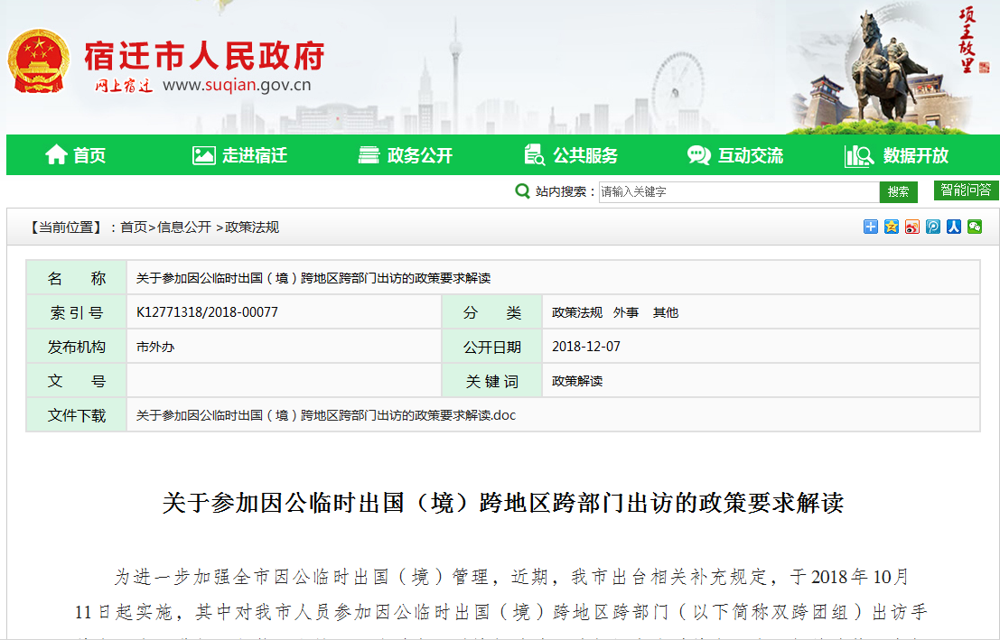 宿迁市人民政府
网上宿迁 www.suqian.gov.cn
项王故里
首页 走进宿迁 政务公开 公共服务 互动交流 数据开放
站内搜索： 请输入关键字 搜索 智能问答
【当前位置】：首页>信息公开 >政策法规
名 称 关于参加因公临时出国（境）跨地区跨部门出访的政策要求解读
索 引 号 K12771318/2018-00077 分 类 政策法规 外事 其他
发布机构 市外办 公开日期 2018-12-07
文 号 关 键 词 政策解读
文件下载 关于参加因公临时出国（境）跨地区跨部门出访的政策要求解读.doc
关于参加因公临时出国（境）跨地区跨部门出访的政策要求解读
为进一步加强全市因公临时出国（境）管理，近期，我市出台相关补充规定，于 2018 年 10 月
11 日起实施，其中对我市人员参加因公临时出国（境）跨地区跨部门（以下简称双跨团组）出访手